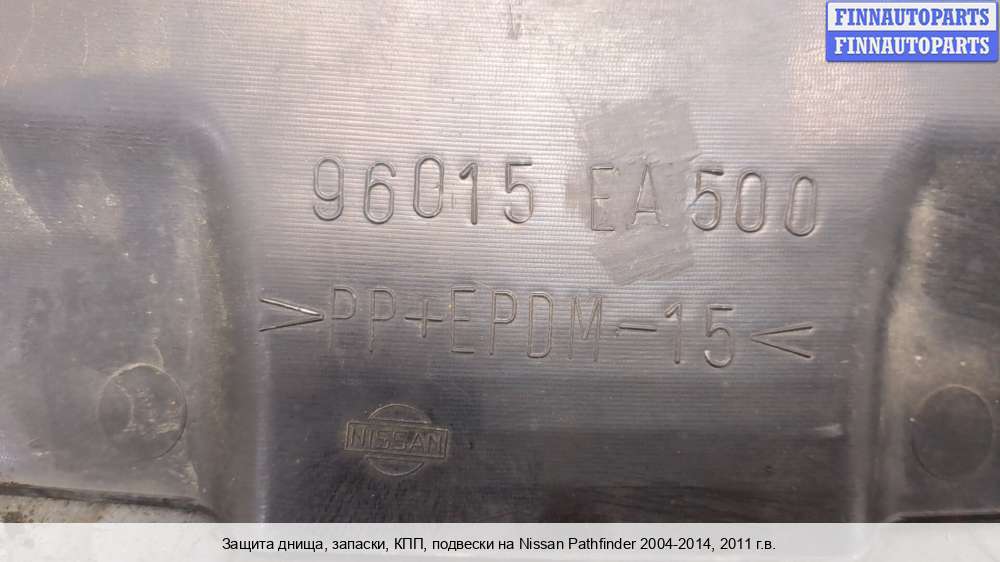 FINNAUTOPARTS
FINNAUTOPARTS
96015 EA500
>PP+EPDM-15<
NISSAN
Защита днища, запаски, КПП, подвески на Nissan Pathfinder 2004-2014, 2011 г.в.